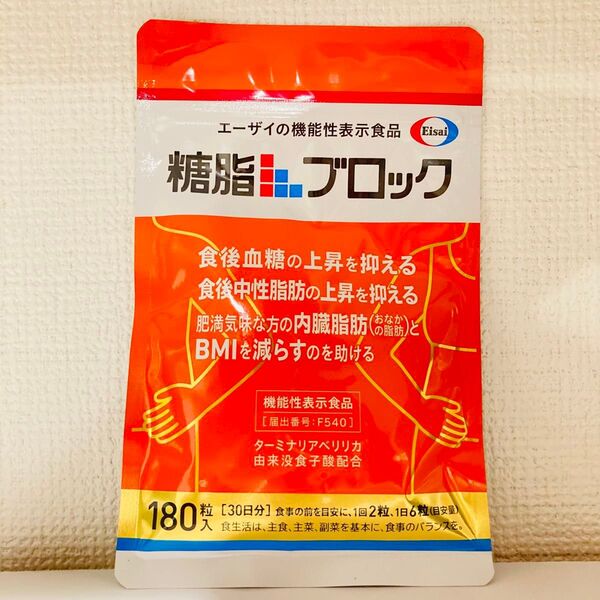 エーザイの機能性表示食品
Eisai
糖脂ブロック
食後血糖の上昇を抑える
食後中性脂肪の上昇を抑える
肥満気味な方の内臓脂肪(おなかの脂肪)と
BMIを減らすのを助ける
機能性表示食品
[届出番号:F540]
ターミナリアベリリカ
由来没食子酸配合
180粒入 [30日分] 食事の前を目安に、1回2粒、1日6粒(目安量)
食生活は、主食、主菜、副菜を基本に、食事のバランスを。